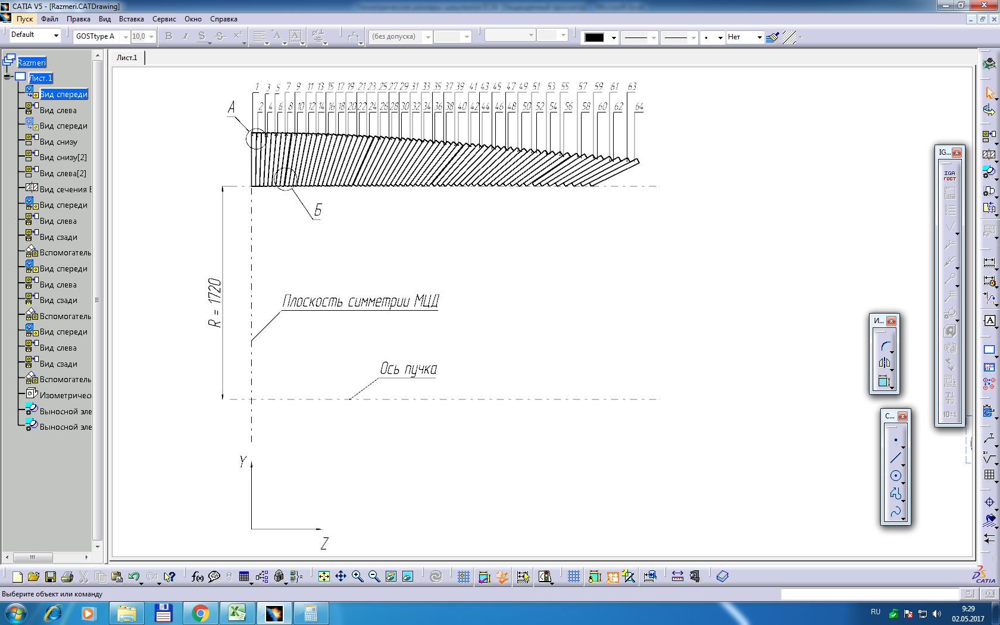 CATIA V5 - [Razmeri.CATDrawing]
Пуск Файл Правка Вид Вставка Сервис Окно Справка
Default GOSTtype A 10,0 B I S S (без допуска) Нет
Razmeri
Лист.1
Вид спереди
Вид слева
Вид спереди
Вид снизу
Вид снизу[2]
Вид слева[2]
Вид сечения
Вид спереди
Вид слева
Вид сзади
Вспомогатель
Вид спереди
Вид слева
Вид сзади
Вспомогатель
Вид спереди
Вид слева
Вид сзади
Вспомогатель
Изометричес
Выносной эле
Выносной эле
Лист.1
1 3 5 7 9 11 13 15 17 19 21 23 25 27 29 31 33 35 37 39 41 43 45 47 49 51 53 55 57 59 61 63
2 4 6 8 10 12 14 16 18 20 22 24 26 28 30 32 34 36 38 40 42 44 46 48 50 52 54 56 58 60 62 64
А
Б
R = 1720
Плоскость симметрии МЦД
Ось пучка
Y
Z
IG...
IGA
ГОСТ
ЕСКД
T1
T2
И...
С...
f(x)
CATIA
Выберите объект или команду
RU
9:29
02.05.2017